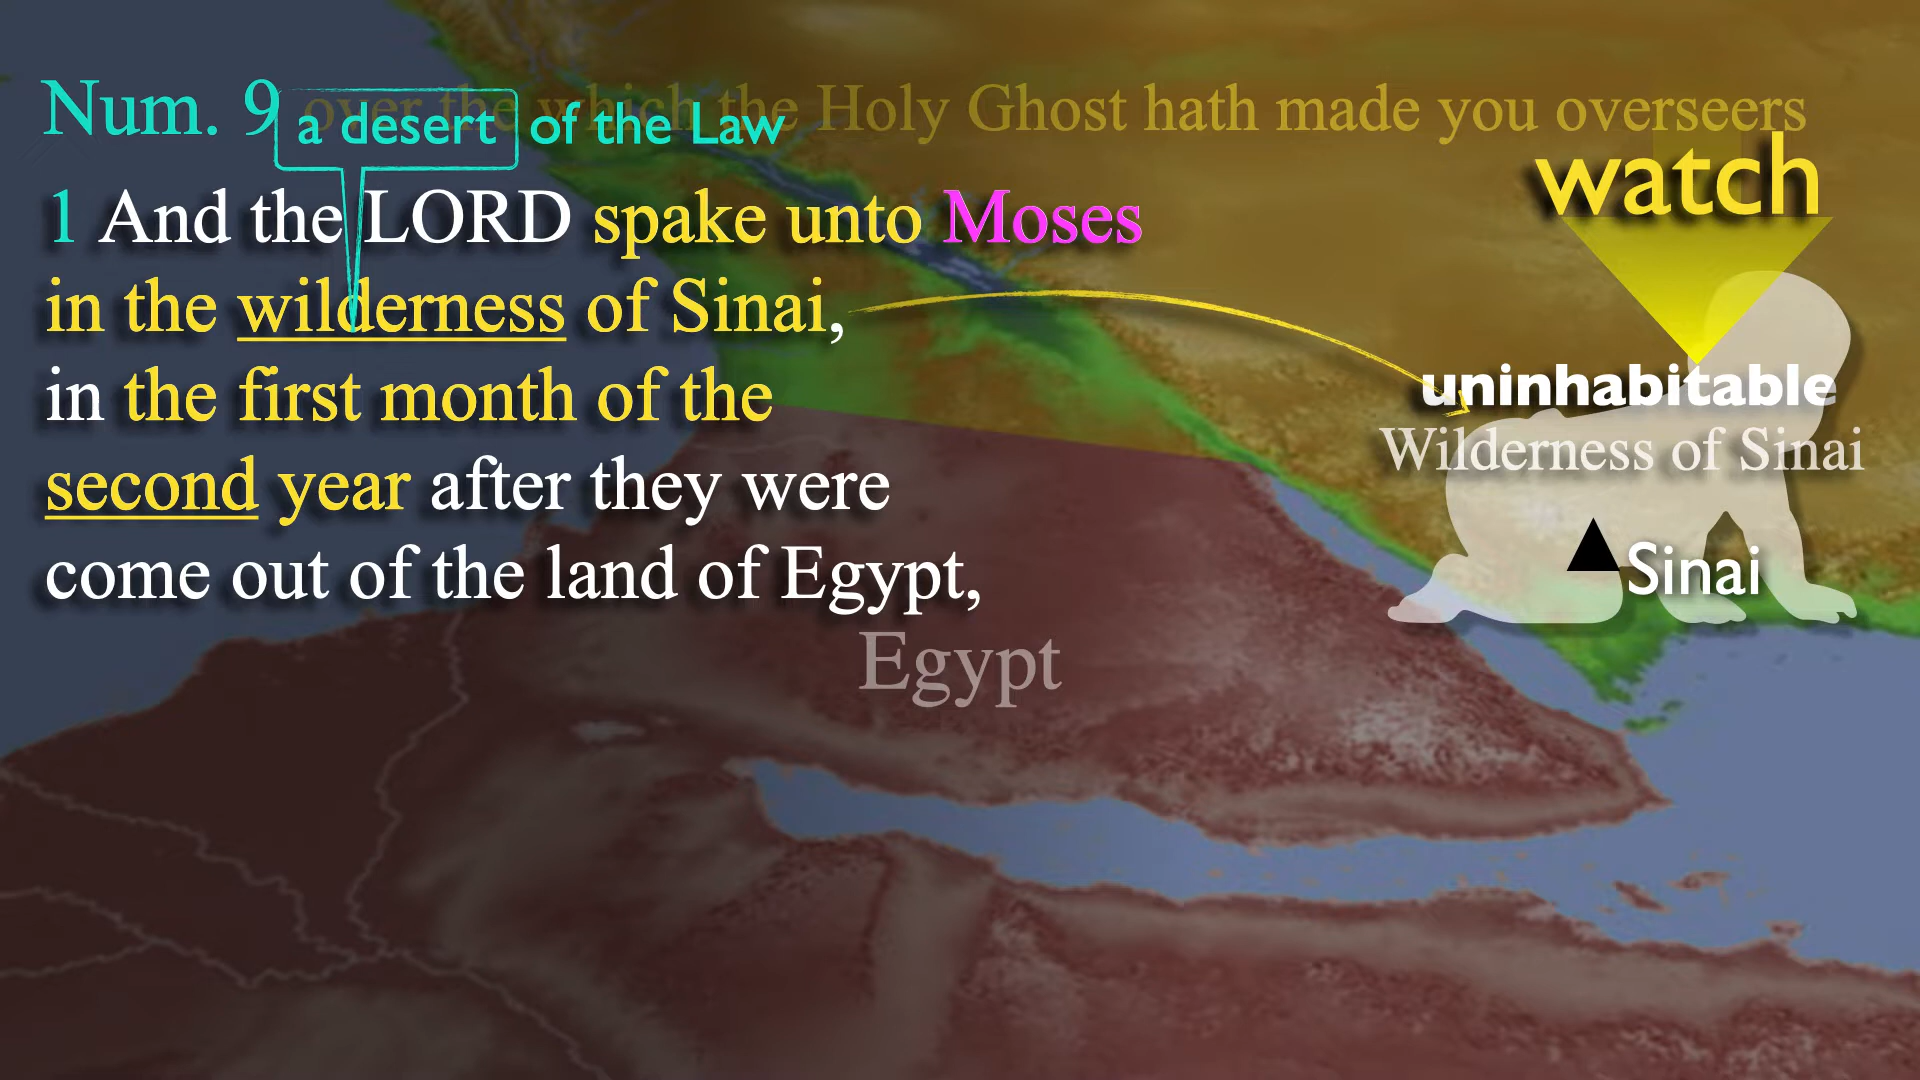 Num. 9 over the which the Holy Ghost hath made you overseers
a desert of the Law
watch
1 And the LORD spake unto Moses
in the wilderness of Sinai,
in the first month of the
second year after they were
come out of the land of Egypt,
uninhabitable
Wilderness of Sinai
Sinai
Egypt